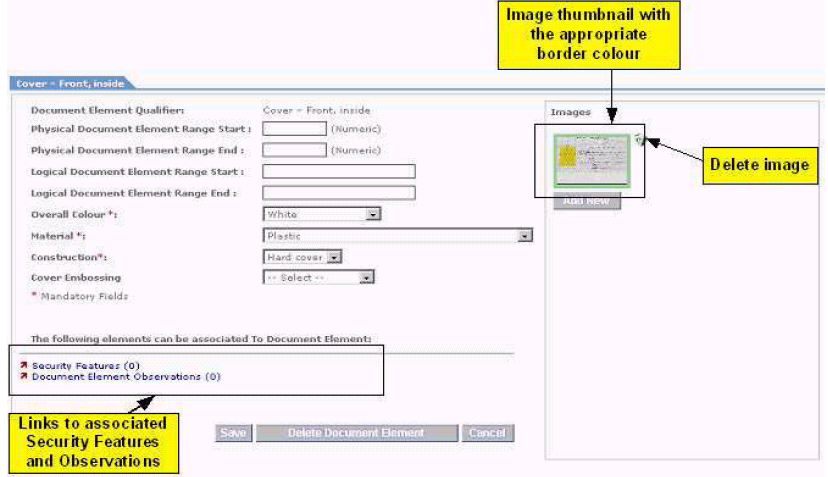 Image thumbnail with
the appropriate
border colour
Cover - Front, inside
Document Element Qualifier: Cover - Front, inside
Physical Document Element Range Start : (Numeric)
Physical Document Element Range End : (Numeric)
Logical Document Element Range Start :
Logical Document Element Range End :
Overall Colour *: White
Material *: Plastic
Construction*: Hard cover
Cover Embossing -- Select --
* Mandatory Fields
The following elements can be associated To Document Element:
Security Features (0)
Document Element Observations (0)
Links to associated
Security Features
and Observations
Save Delete Document Element Cancel
Images
Delete image
Add New